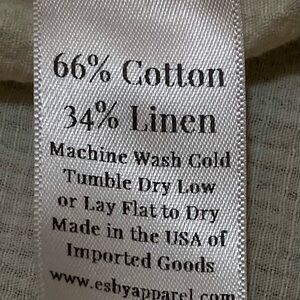 66% Cotton
34% Linen
Machine Wash Cold
Tumble Dry Low
or Lay Flat to Dry
Made in the USA of
Imported Goods
www.esbyapparel.com